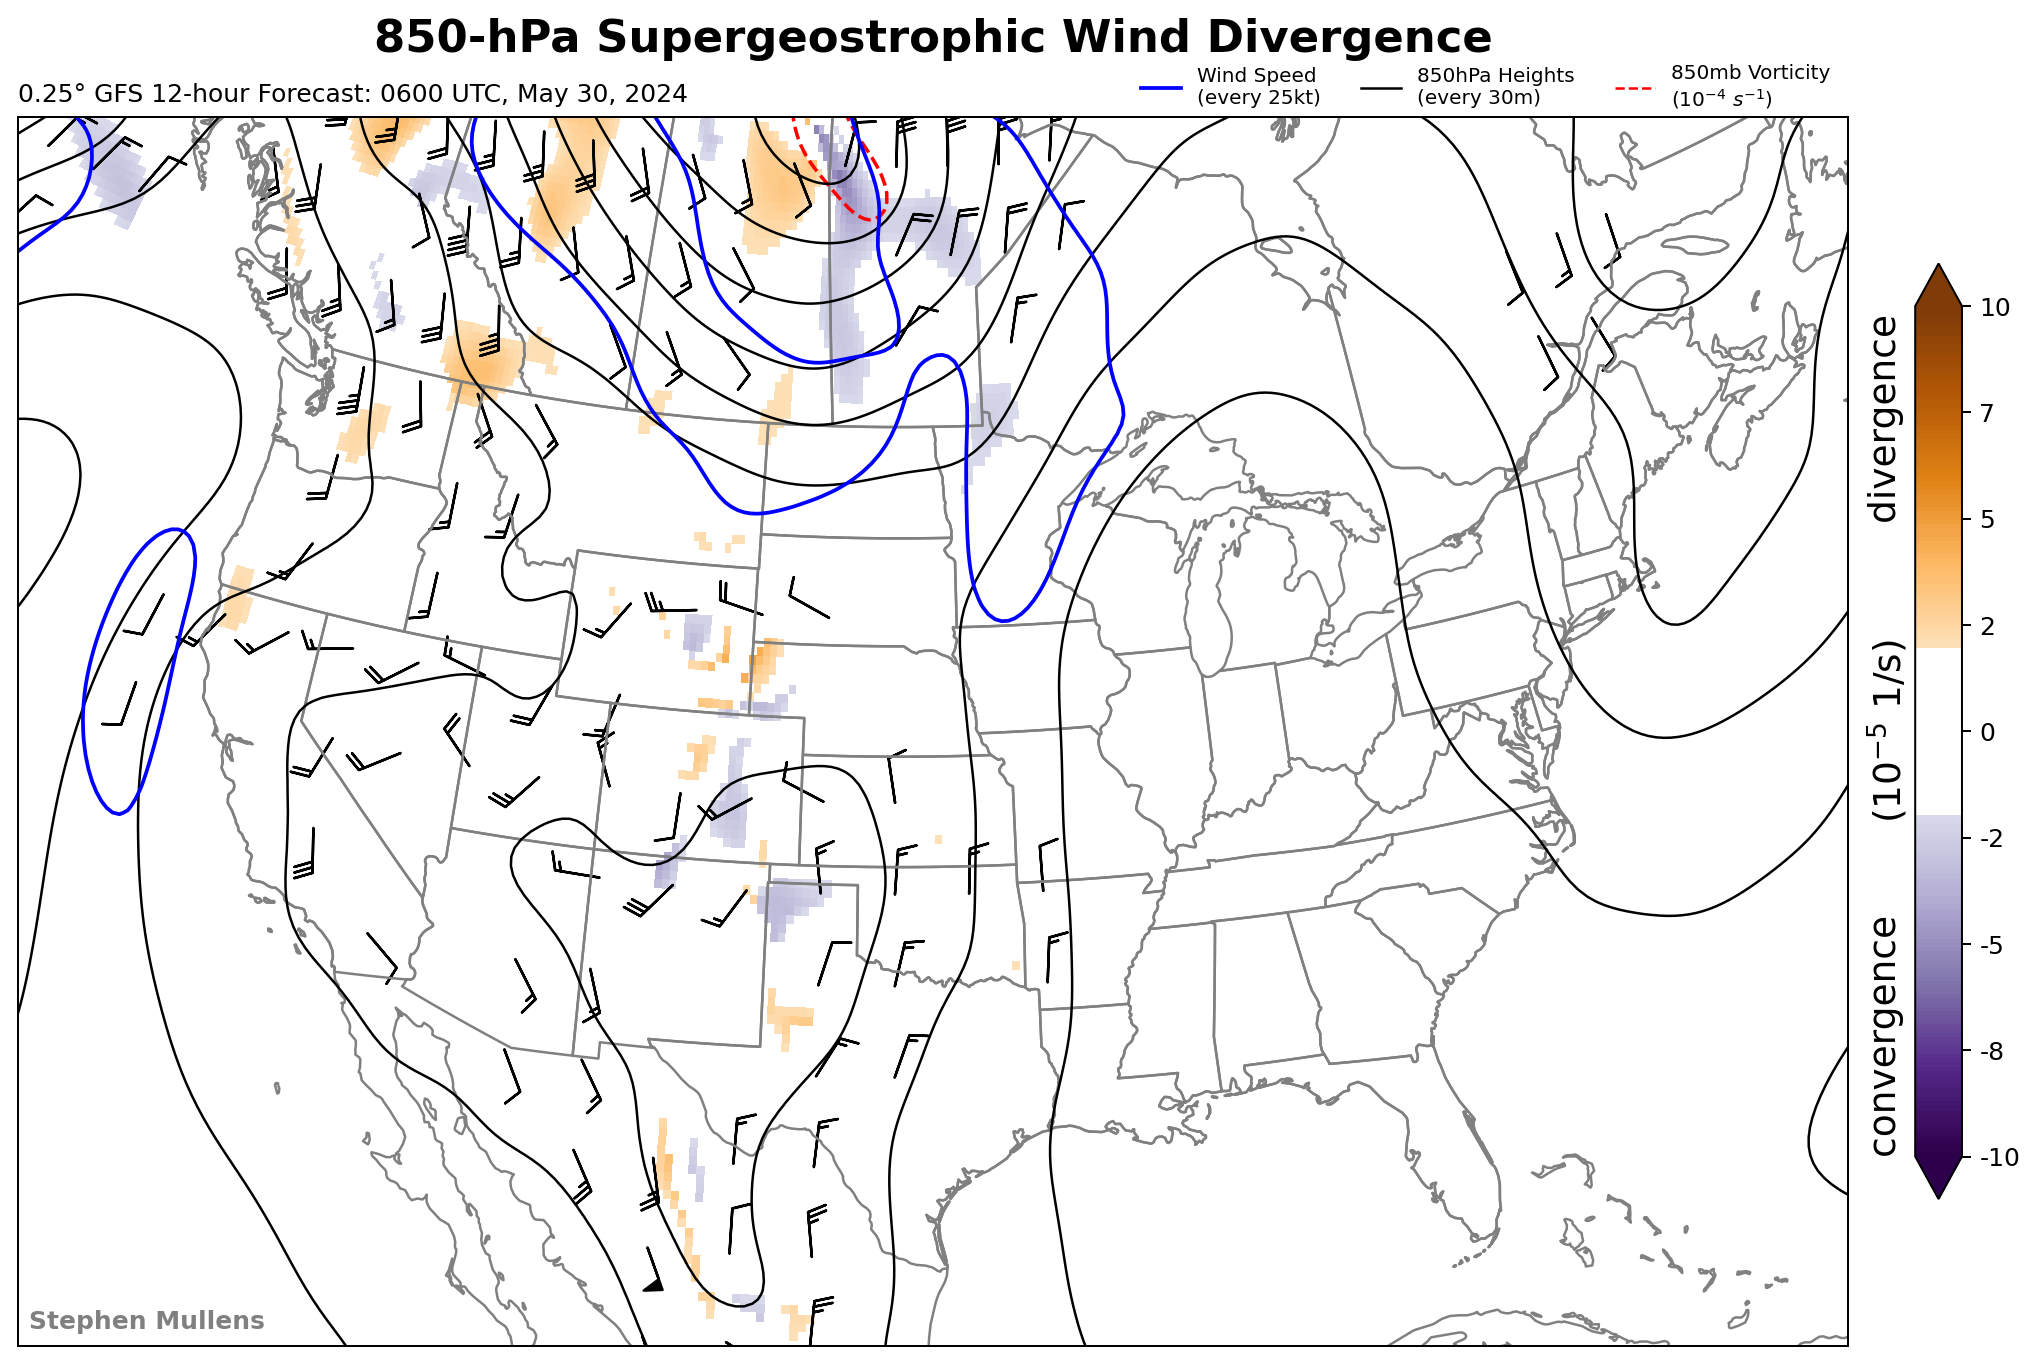 850-hPa Supergeostrophic Wind Divergence
0.25° GFS 12-hour Forecast: 0600 UTC, May 30, 2024
Wind Speed
(every 25kt)
850hPa Heights
(every 30m)
850mb Vorticity
(10⁻⁴ s⁻¹)
10
7
5
2
0
-2
-5
-8
-10
convergence (10⁻⁵ 1/s) divergence
Stephen Mullens